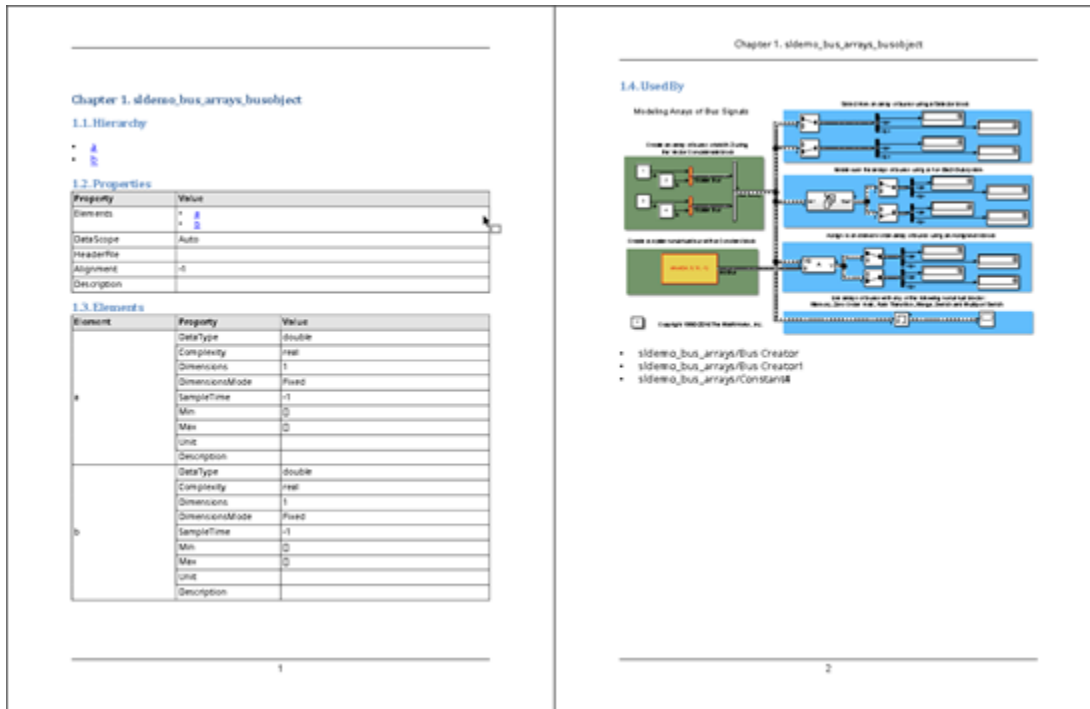 Chapter 1. sldemo_bus_arrays_busobject
1.1. Hierarchy
• a
• b
1.2. Properties
Property Value
Elements • a
• b
DataScope Auto
HeaderFile
Alignment -1
Description
1.3. Elements
Element Property Value
a
DataType double
Complexity real
Dimensions 1
DimensionsMode Fixed
SampleTime -1
Min []
Max []
Unit
Description
b
DataType double
Complexity real
Dimensions 1
DimensionsMode Fixed
SampleTime -1
Min []
Max []
Unit
Description
1
Chapter 1. sldemo_bus_arrays_busobject
1.4. Used By
Modeling Arrays of Bus Signals
• sldemo_bus_arrays/Bus Creator
• sldemo_bus_arrays/Bus Creator1
• sldemo_bus_arrays/Constant4
2